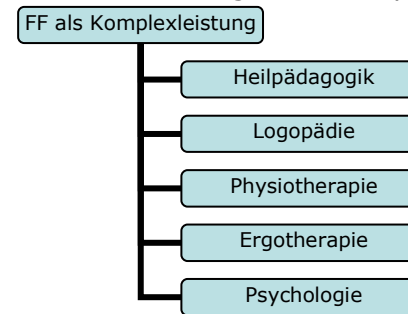 FF als Komplexleistung
Heilpädagogik
Logopädie
Physiotherapie
Ergotherapie
Psychologie